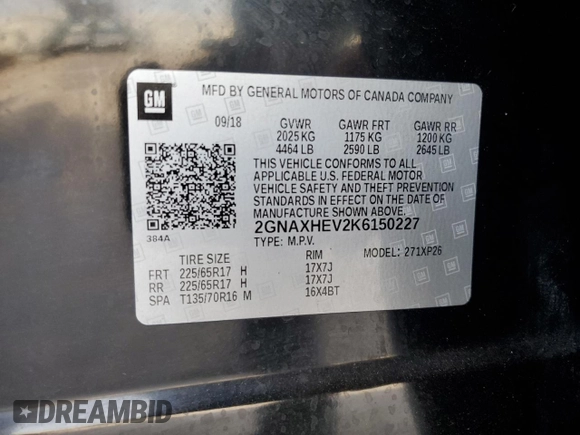 GM
MFD BY GENERAL MOTORS OF CANADA COMPANY
09/18 GVWR GAWR FRT GAWR RR
2025 KG 1175 KG 1200 KG
4464 LB 2590 LB 2645 LB
THIS VEHICLE CONFORMS TO ALL
APPLICABLE U.S. FEDERAL MOTOR
VEHICLE SAFETY AND THEFT PREVENTION
STANDARDS IN EFFECT ON THE DATE OF
MANUFACTURE SHOWN ABOVE.
384A
2GNAXHEV2K6150227
TYPE: M.P.V. MODEL: 271XP26
TIRE SIZE RIM
FRT 225/65R17 H 17X7J
RR 225/65R17 H 17X7J
SPA T135/70R16 M 16X4BT
DREAMBID